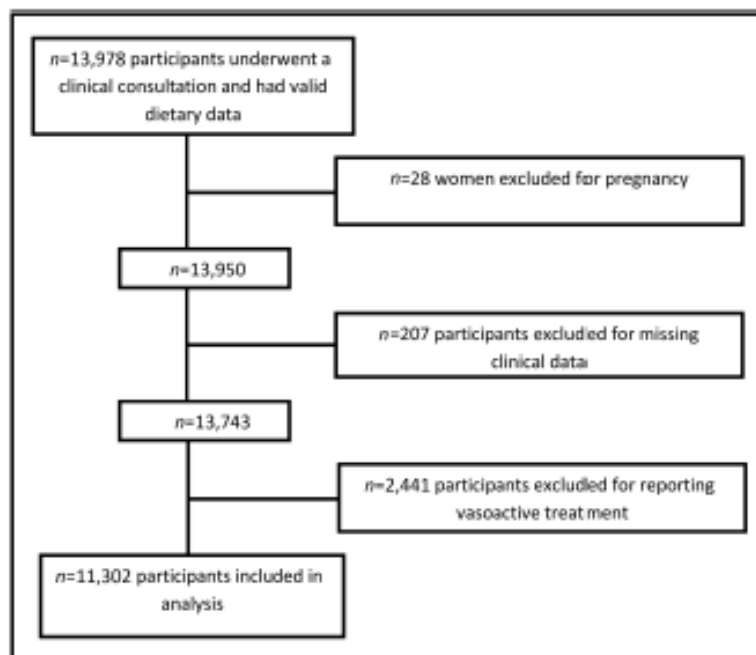 n=13,978 participants underwent a
clinical consultation and had valid
dietary data
n=28 women excluded for pregnancy
n=13,950
n=207 participants excluded for missing
clinical data
n=13,743
n=2,441 participants excluded for reporting
vasoactive treatment
n=11,302 participants included in
analysis